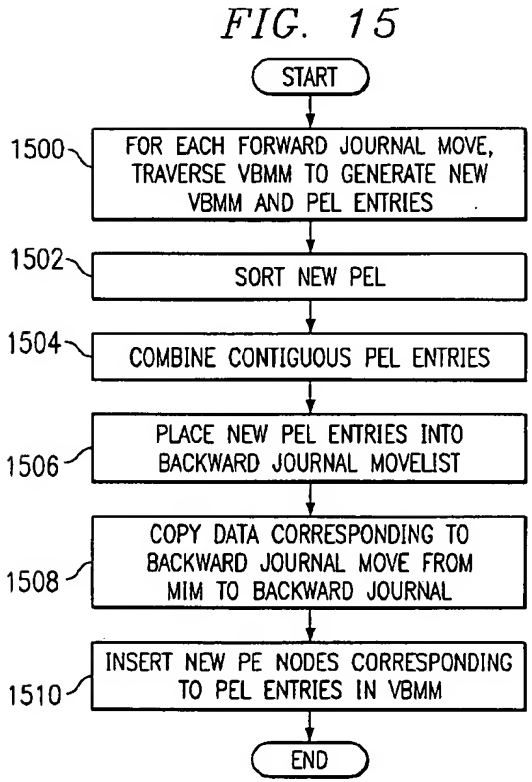 FIG. 15
START
1500
FOR EACH FORWARD JOURNAL MOVE,
TRAVERSE VBMM TO GENERATE NEW
VBMM AND PEL ENTRIES
1502
SORT NEW PEL
1504
COMBINE CONTIGUOUS PEL ENTRIES
1506
PLACE NEW PEL ENTRIES INTO
BACKWARD JOURNAL MOVELIST
1508
COPY DATA CORRESPONDING TO
BACKWARD JOURNAL MOVE FROM
MIM TO BACKWARD JOURNAL
1510
INSERT NEW PE NODES CORRESPONDING
TO PEL ENTRIES IN VBMM
END